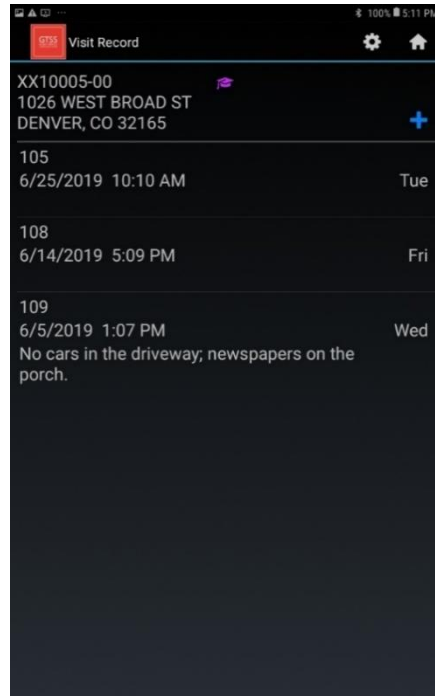 100% 5:11 PM
GTSS Visit Record
XX10005-00
1026 WEST BROAD ST
DENVER, CO 32165
105
6/25/2019 10:10 AM Tue
108
6/14/2019 5:09 PM Fri
109
6/5/2019 1:07 PM Wed
No cars in the driveway; newspapers on the
porch.